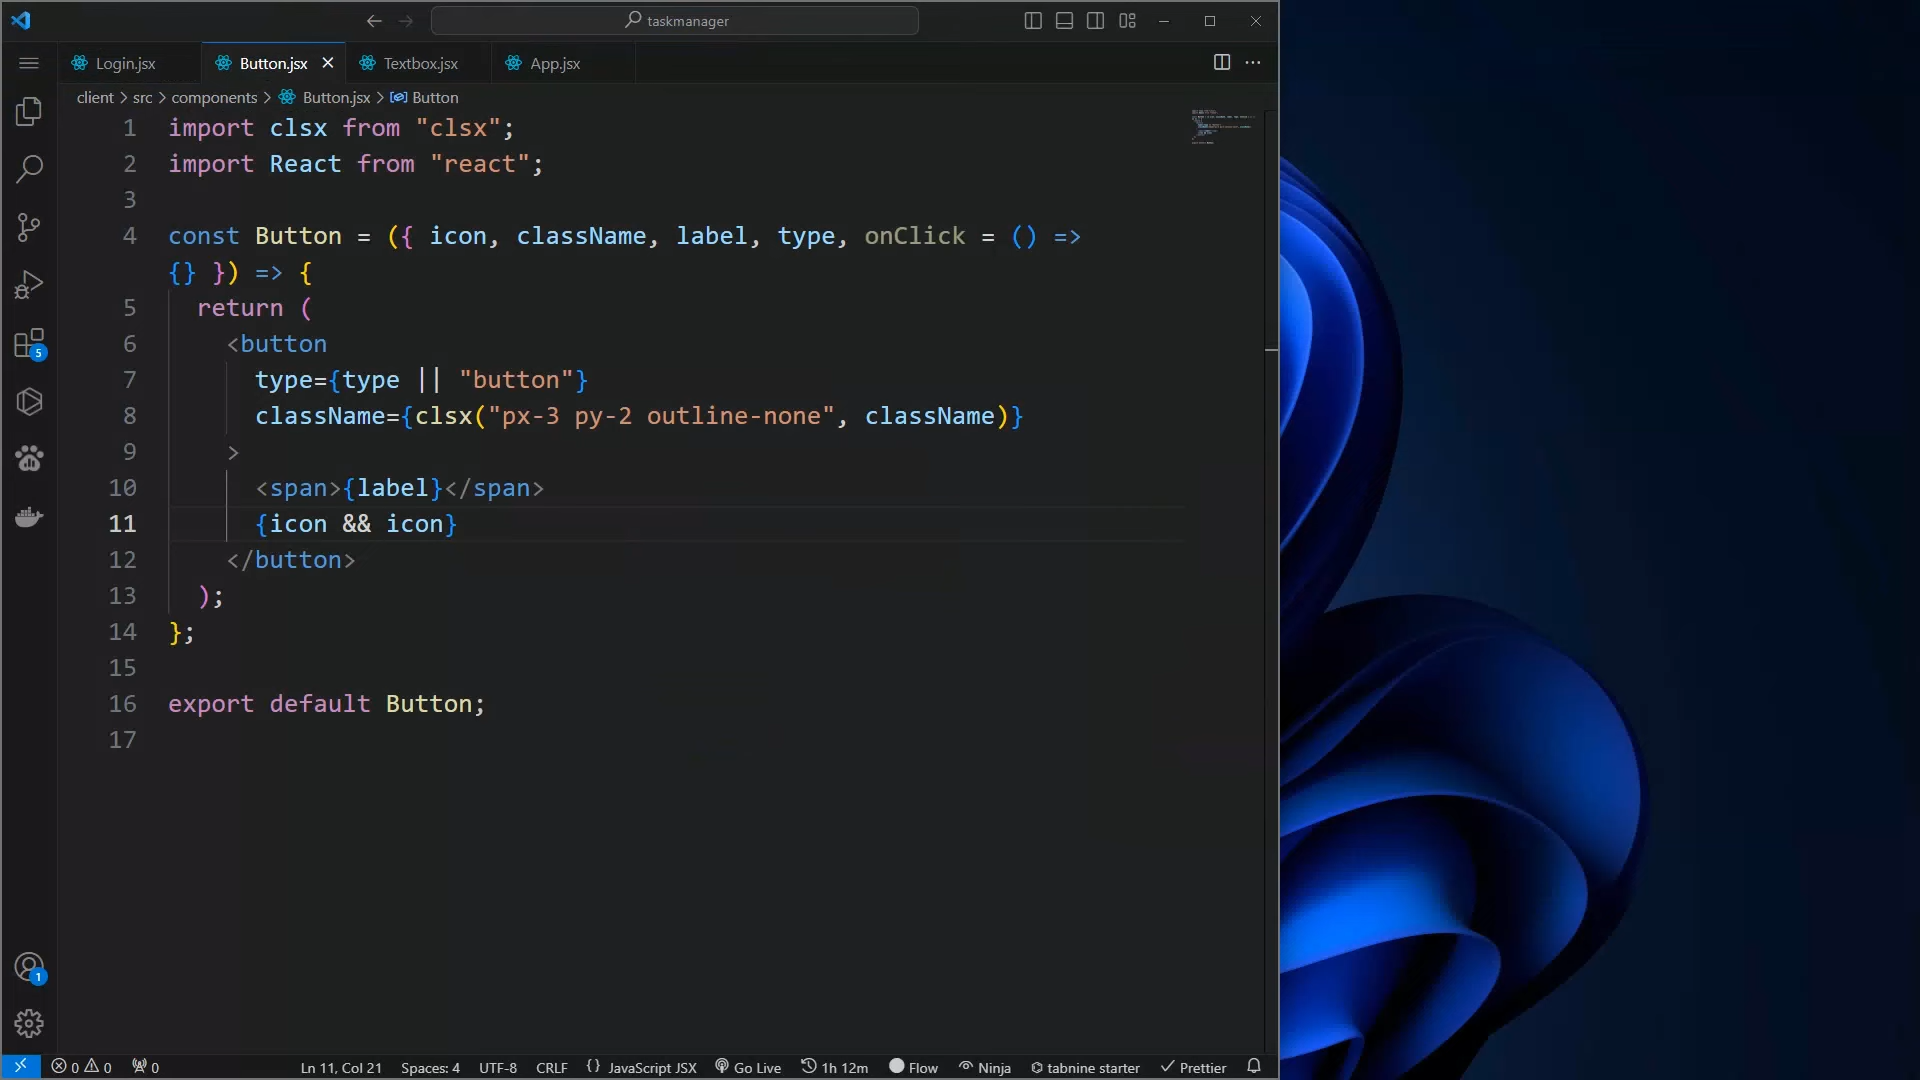 taskmanager
Login.jsx
Button.jsx
Textbox.jsx
App.jsx
client > src > components > Button.jsx > Button
1 import clsx from "clsx";
2 import React from "react";
3
4 const Button = ({ icon, className, label, type, onClick = () =>
{} }) => {
5 return (
6 <button
7 type={type || "button"}
8 className={clsx("px-3 py-2 outline-none", className)}
9 >
10 <span>{label}</span>
11 {icon && icon}
12 </button>
13 );
14 };
15
16 export default Button;
17
5
1
0 0 0 Ln 11, Col 21 Spaces: 4 UTF-8 CRLF {} JavaScript JSX Go Live 1h 12m Flow Ninja tabnine starter Prettier